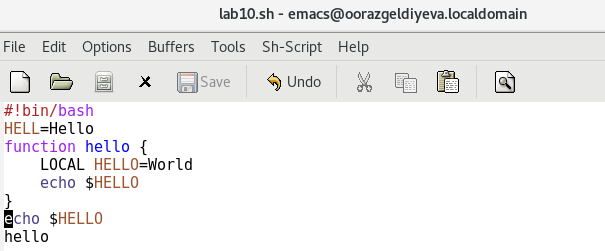 lab10.sh - emacs@oorazgeldiyeva.localdomain
File Edit Options Buffers Tools Sh-Script Help
Save Undo
#!bin/bash
HELL=Hello
function hello {
    LOCAL HELLO=World
    echo $HELLO
}
echo $HELLO
hello